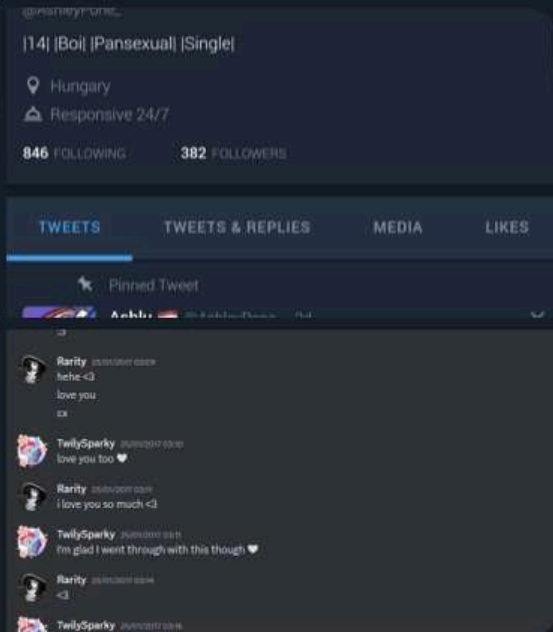 |14| |Boi| |Pansexual| |Single|
Hungary
Responsive 24/7
846 FOLLOWING 382 FOLLOWERS
TWEETS TWEETS & REPLIES MEDIA LIKES
Pinned Tweet
Rarity
hehe <3
love you
cx
TwilySparky
love you too ♥
Rarity
i love you so much <3
TwilySparky
I'm glad I went through with this though ♥
Rarity
<3
TwilySparky